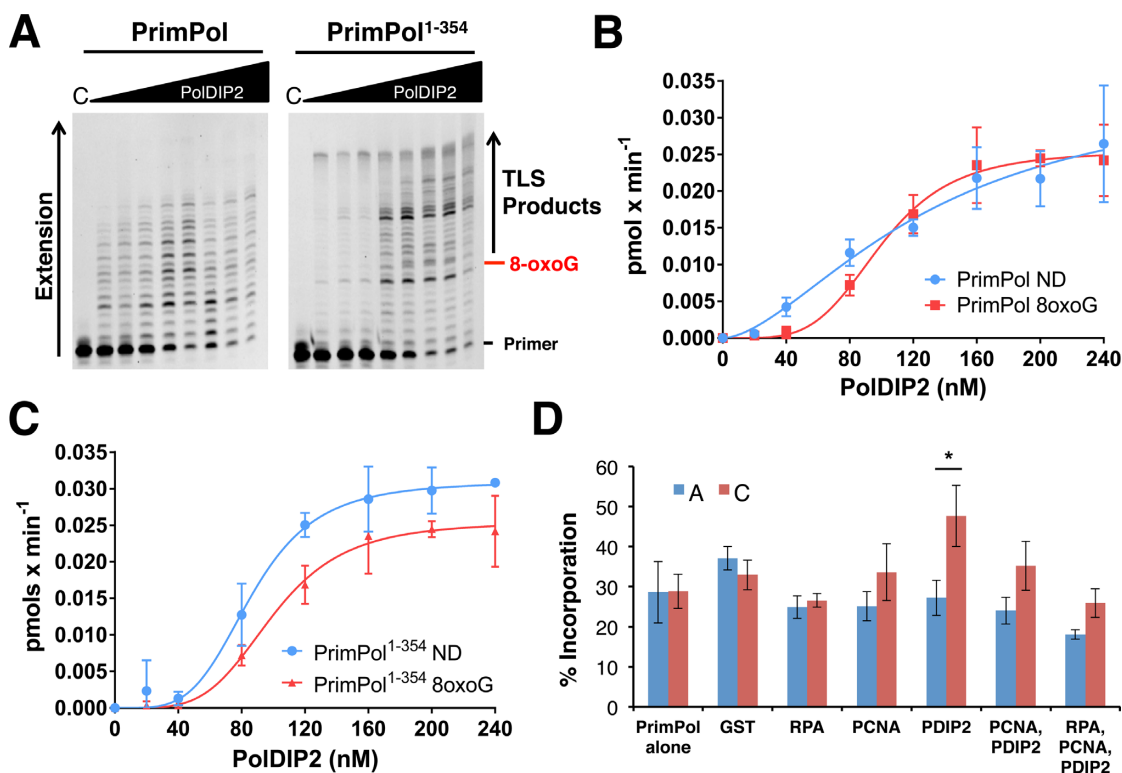 A
PrimPol
PrimPol1-354
C
PolDIP2
C
PolDIP2
Extension
TLS
Products
8-oxoG
Primer
B
0.035
0.030
0.025
0.020
0.015
0.010
0.005
0.000
pmol x min-1
PrimPol ND
PrimPol 8oxoG
0 40 80 120 160 200 240
PolDIP2 (nM)
C
0.035
0.030
0.025
0.020
0.015
0.010
0.005
0.000
pmols x min-1
PrimPol1-354 ND
PrimPol1-354 8oxoG
0 40 80 120 160 200 240
PolDIP2 (nM)
D
60
50
40
30
20
10
0
% Incorporation
A C
*
PrimPol alone
GST
RPA
PCNA
PDIP2
PCNA, PDIP2
RPA, PCNA, PDIP2